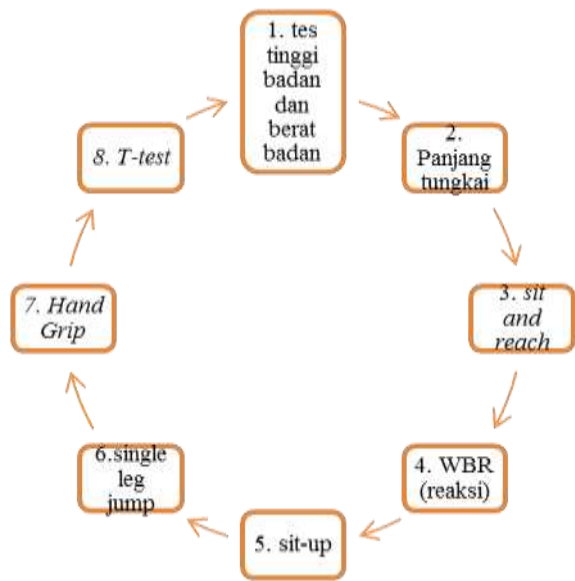 1. tes
tinggi
badan
dan
berat
badan
2.
Panjang
tungkai
3. sit
and
reach
4. WBR
(reaksi)
5. sit-up
6.single
leg
jump
7. Hand
Grip
8. T-test